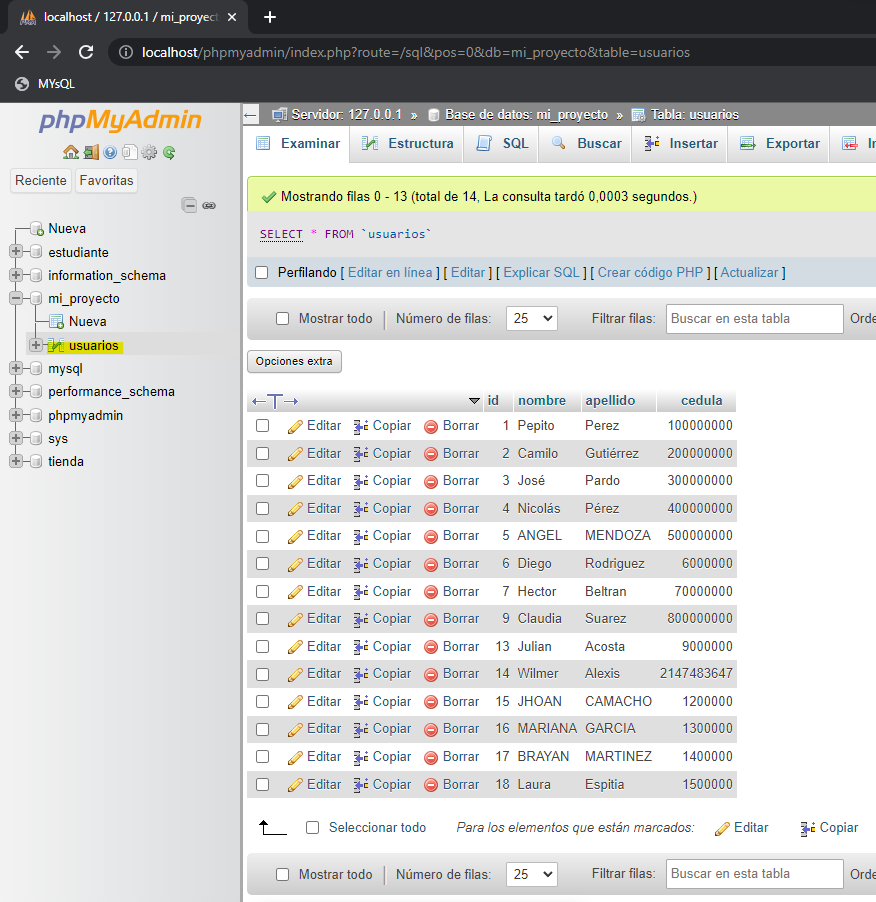 localhost / 127.0.0.1 / mi_proyect
localhost/phpmyadmin/index.php?route=/sql&pos=0&db=mi_proyecto&table=usuarios
MYsQL
phpMyAdmin
Reciente Favoritas
Nueva
estudiante
information_schema
mi_proyecto
Nueva
usuarios
mysql
performance_schema
phpmyadmin
sys
tienda
Servidor: 127.0.0.1 » Base de datos: mi_proyecto » Tabla: usuarios
Examinar Estructura SQL Buscar Insertar Exportar
Mostrando filas 0 - 13 (total de 14, La consulta tardó 0,0003 segundos.)
SELECT * FROM `usuarios`
Perfilando [ Editar en línea ] [ Editar ] [ Explicar SQL ] [ Crear código PHP ] [ Actualizar ]
Mostrar todo Número de filas: 25 Filtrar filas: Buscar en esta tabla Orde
Opciones extra
id nombre apellido cedula
Editar Copiar Borrar 1 Pepito Perez 100000000
Editar Copiar Borrar 2 Camilo Gutiérrez 200000000
Editar Copiar Borrar 3 José Pardo 300000000
Editar Copiar Borrar 4 Nicolás Pérez 400000000
Editar Copiar Borrar 5 ANGEL MENDOZA 500000000
Editar Copiar Borrar 6 Diego Rodriguez 6000000
Editar Copiar Borrar 7 Hector Beltran 70000000
Editar Copiar Borrar 9 Claudia Suarez 800000000
Editar Copiar Borrar 13 Julian Acosta 9000000
Editar Copiar Borrar 14 Wilmer Alexis 2147483647
Editar Copiar Borrar 15 JHOAN CAMACHO 1200000
Editar Copiar Borrar 16 MARIANA GARCIA 1300000
Editar Copiar Borrar 17 BRAYAN MARTINEZ 1400000
Editar Copiar Borrar 18 Laura Espitia 1500000
Seleccionar todo Para los elementos que están marcados: Editar Copiar
Mostrar todo Número de filas: 25 Filtrar filas: Buscar en esta tabla Orde